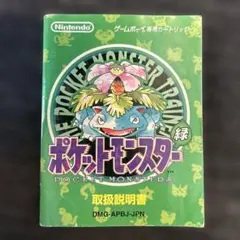 Nintendo
ゲームボーイ専用カートリッジ
THE POCKET MONSTER TRAINER
緑
ポケットモンスター
POCKET MONSTERS
取扱説明書
DMG-APBJ-JPN